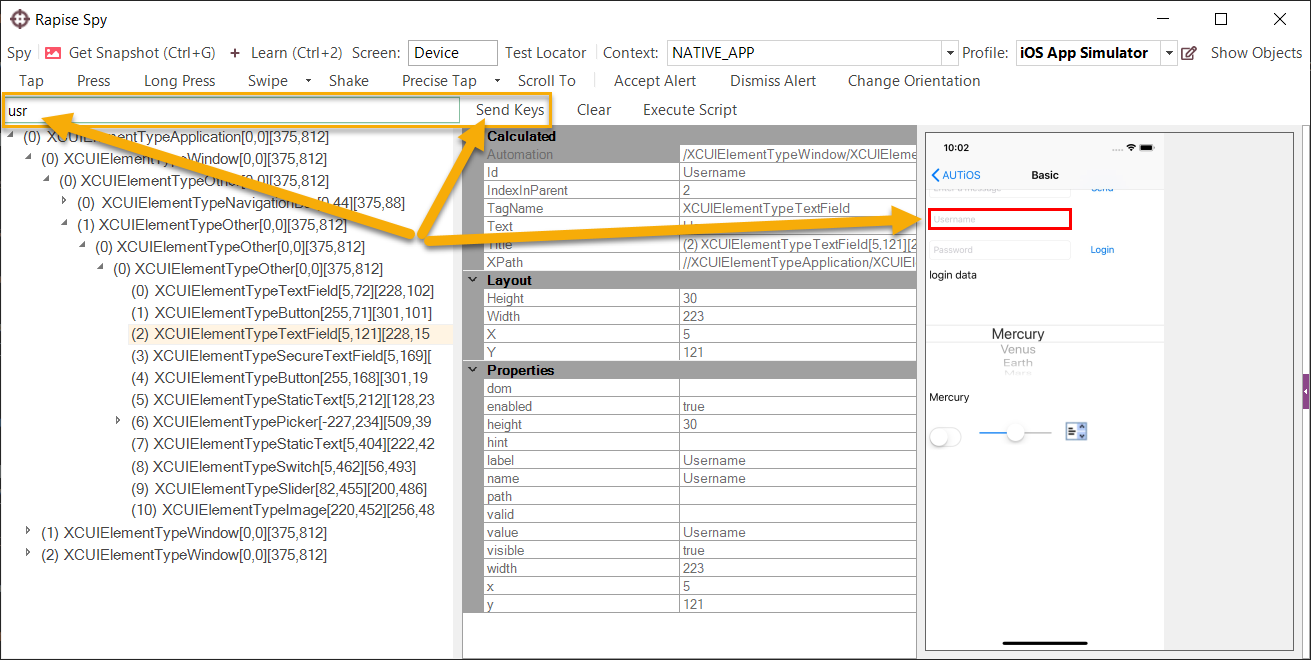 Rapise Spy
Spy Get Snapshot (Ctrl+G) + Learn (Ctrl+2) Screen: Device Test Locator Context: NATIVE_APP Profile: iOS App Simulator Show Objects
Tap Press Long Press Swipe Shake Precise Tap Scroll To Accept Alert Dismiss Alert Change Orientation
usr Send Keys Clear Execute Script
(0) XCUIElementTypeApplication[0,0][375,812]
(0) XCUIElementTypeWindow[0,0][375,812]
(0) XCUIElementTypeOther[0,0][375,812]
(0) XCUIElementTypeNavigationBar[0,44][375,88]
(1) XCUIElementTypeOther[0,0][375,812]
(0) XCUIElementTypeOther[0,0][375,812]
(0) XCUIElementTypeOther[0,0][375,812]
(0) XCUIElementTypeTextField[5,72][228,102]
(1) XCUIElementTypeButton[255,71][301,101]
(2) XCUIElementTypeTextField[5,121][228,15
(3) XCUIElementTypeSecureTextField[5,169][
(4) XCUIElementTypeButton[255,168][301,19
(5) XCUIElementTypeStaticText[5,212][128,23
(6) XCUIElementTypePicker[-227,234][509,39
(7) XCUIElementTypeStaticText[5,404][222,42
(8) XCUIElementTypeSwitch[5,462][56,493]
(9) XCUIElementTypeSlider[82,455][200,486]
(10) XCUIElementTypeImage[220,452][256,48
(1) XCUIElementTypeWindow[0,0][375,812]
(2) XCUIElementTypeWindow[0,0][375,812]
Calculated
Automation /XCUIElementTypeWindow/XCUIEleme
Id Username
IndexInParent 2
TagName XCUIElementTypeTextField
Text
Title (2) XCUIElementTypeTextField[5,121][2
XPath //XCUIElementTypeApplication/XCUIEl
Layout
Height 30
Width 223
X 5
Y 121
Properties
dom
enabled true
height 30
hint
label Username
name Username
path
valid
value Username
visible true
width 223
x 5
y 121
10:02
AUTiOS Basic
Enter a message Send
Username
Password Login
login data
Mercury
Venus
Earth
Mars
Mercury